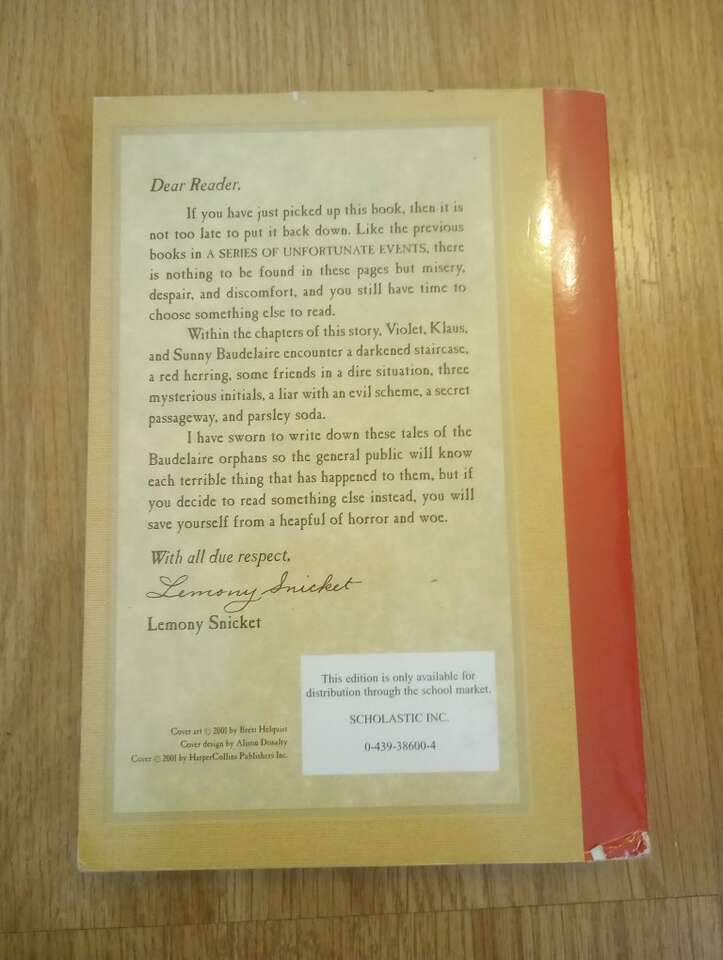 Dear Reader,
If you have just picked up this book, then it is
not too late to put it back down. Like the previous
books in A SERIES OF UNFORTUNATE EVENTS, there
is nothing to be found in these pages but misery,
despair, and discomfort, and you still have time to
choose something else to read.
Within the chapters of this story, Violet, Klaus,
and Sunny Baudelaire encounter a darkened staircase,
a red herring, some friends in a dire situation, three
mysterious initials, a liar with an evil scheme, a secret
passageway, and parsley soda.
I have sworn to write down these tales of the
Baudelaire orphans so the general public will know
each terrible thing that has happened to them, but if
you decide to read something else instead, you will
save yourself from a heapful of horror and woe.
With all due respect,
Lemony Snicket
Lemony Snicket
This edition is only available for
distribution through the school market.
SCHOLASTIC INC.
0-439-38600-4
Cover art © 2001 by Brett Helquist
Cover design by Alison Donalty
Cover © 2001 by HarperCollins Publishers Inc.